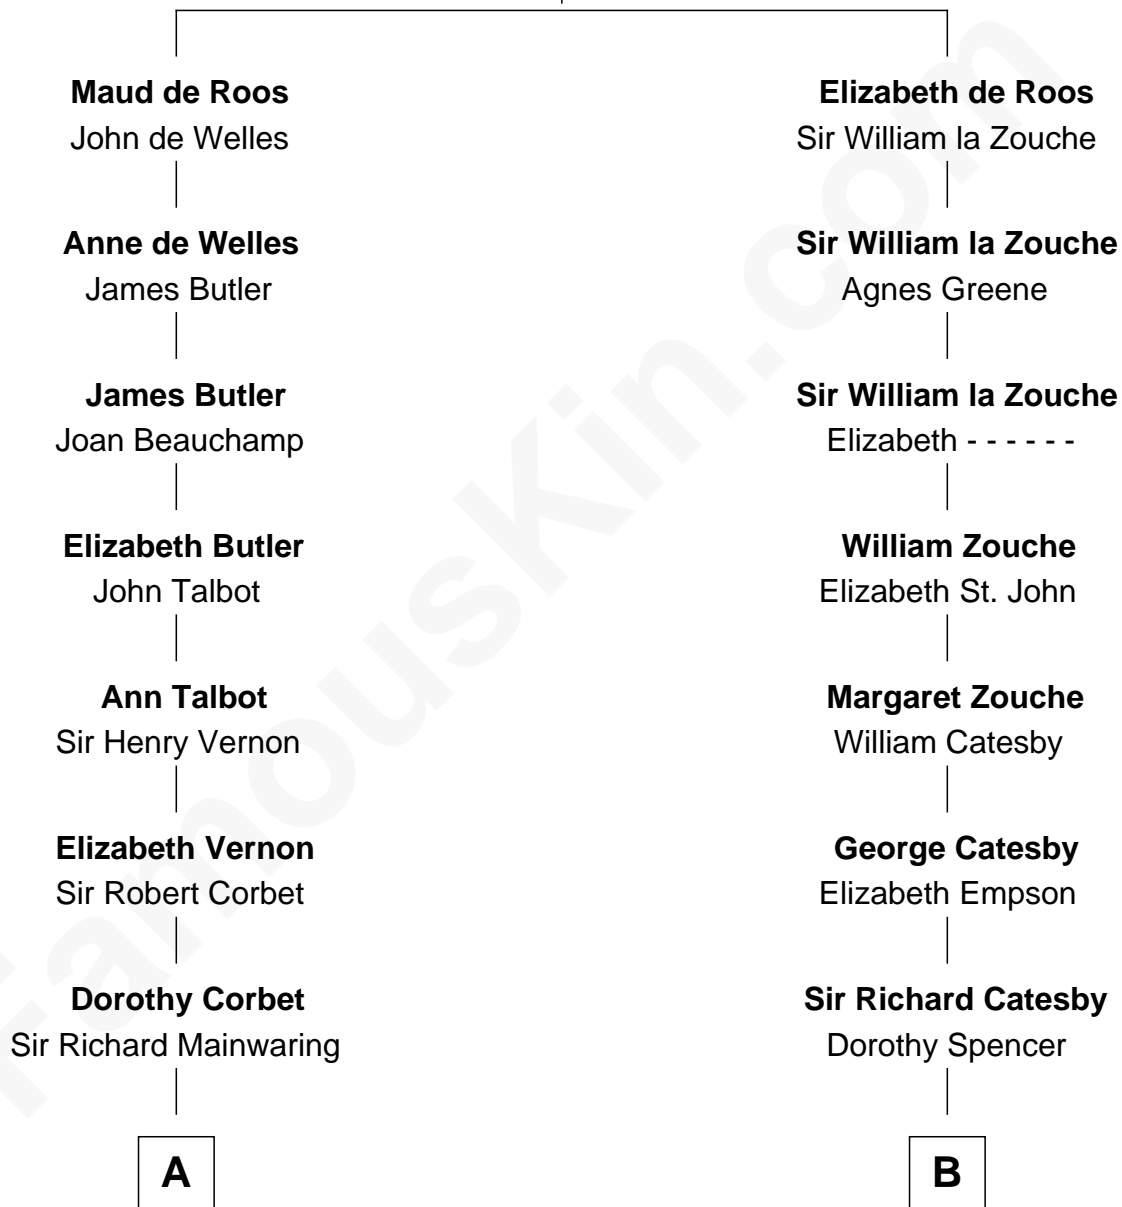 Maud de Roos
John de Welles
Anne de Welles
James Butler
James Butler
Joan Beauchamp
Elizabeth Butler
John Talbot
Ann Talbot
Sir Henry Vernon
Elizabeth Vernon
Sir Robert Corbet
Dorothy Corbet
Sir Richard Mainwaring
A
Elizabeth de Roos
Sir William la Zouche
Sir William la Zouche
Agnes Greene
Sir William la Zouche
Elizabeth - - - - - -
William Zouche
Elizabeth St. John
Margaret Zouche
William Catesby
George Catesby
Elizabeth Empson
Sir Richard Catesby
Dorothy Spencer
B
FamousKin.com